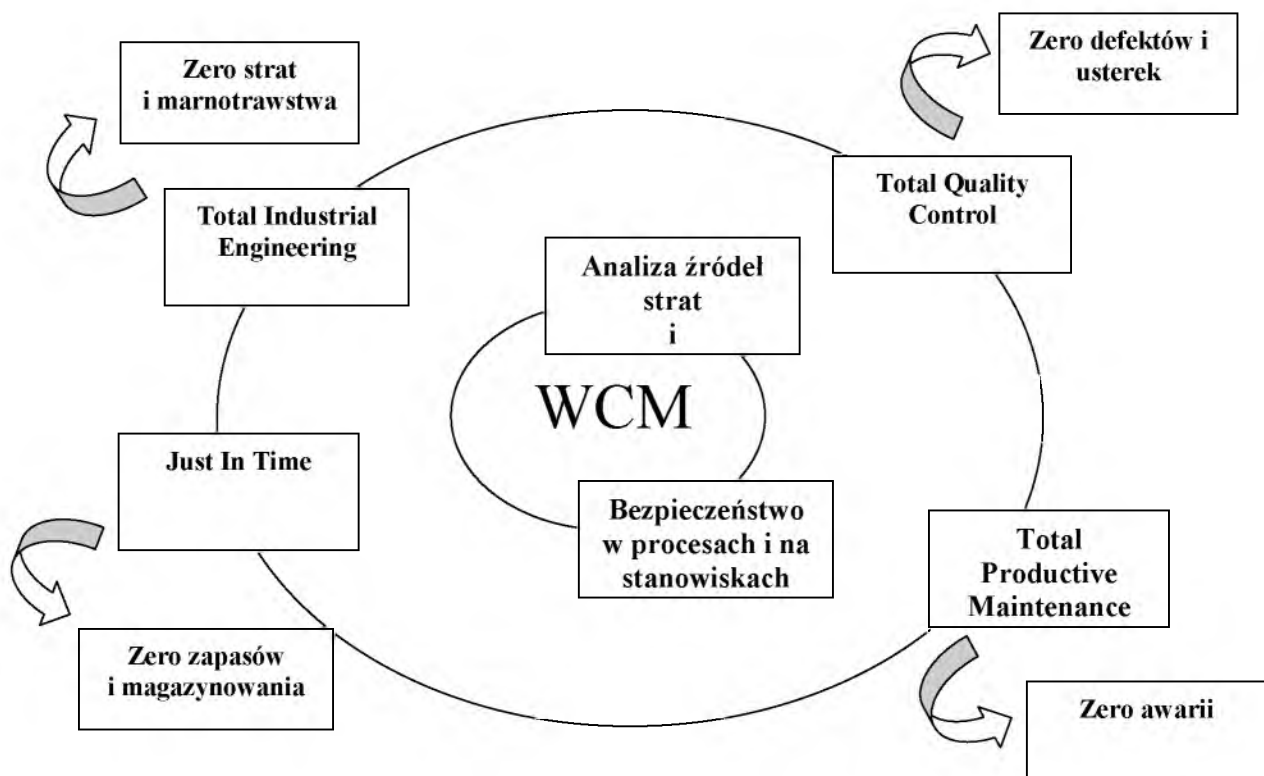 Zero strat
i marnotrawstwa
Zero defektów i
usterek
Total Industrial
Engineering
Total Quality
Control
Analiza źródeł
strat
i
WCM
Just In Time
Bezpieczeństwo
w procesach i na
stanowiskach
Total
Productive
Maintenance
Zero zapasów
i magazynowania
Zero awarii